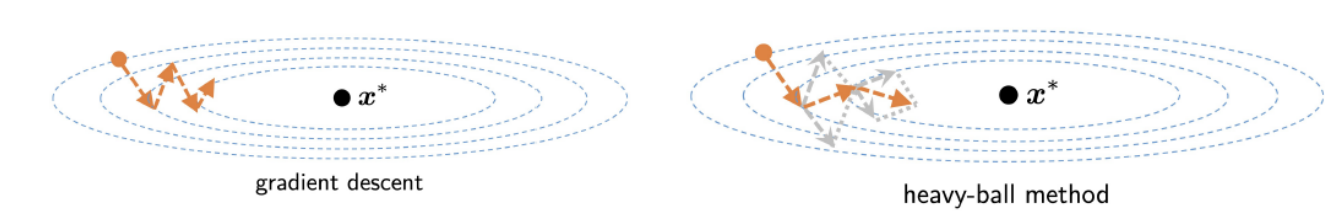 x*
x*
gradient descent
heavy-ball method